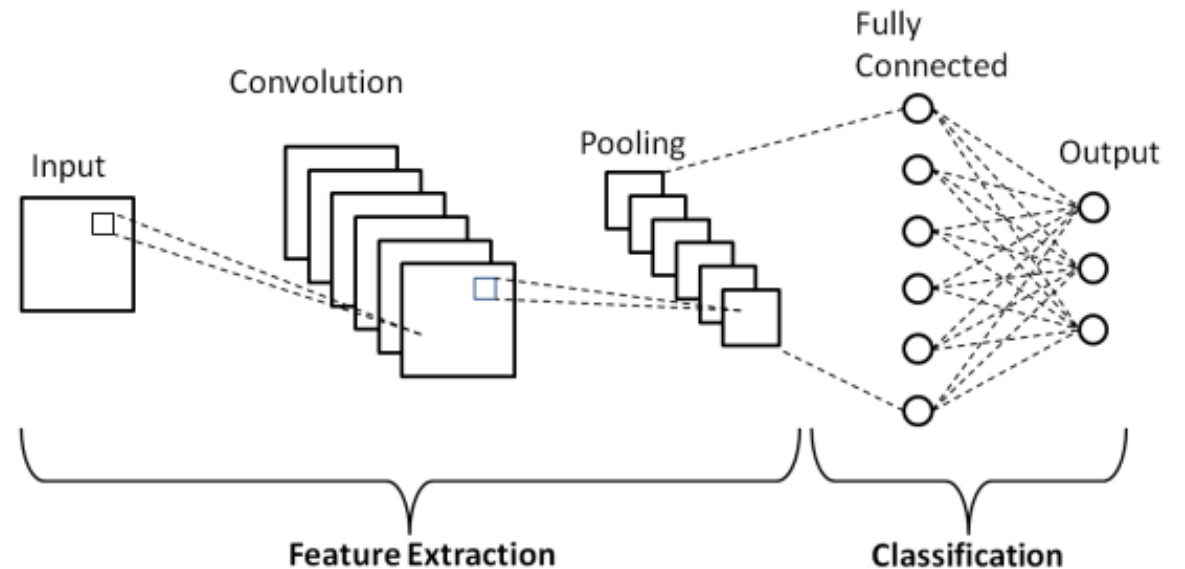 Input
Convolution
Pooling
Fully
Connected
Output
Feature Extraction
Classification